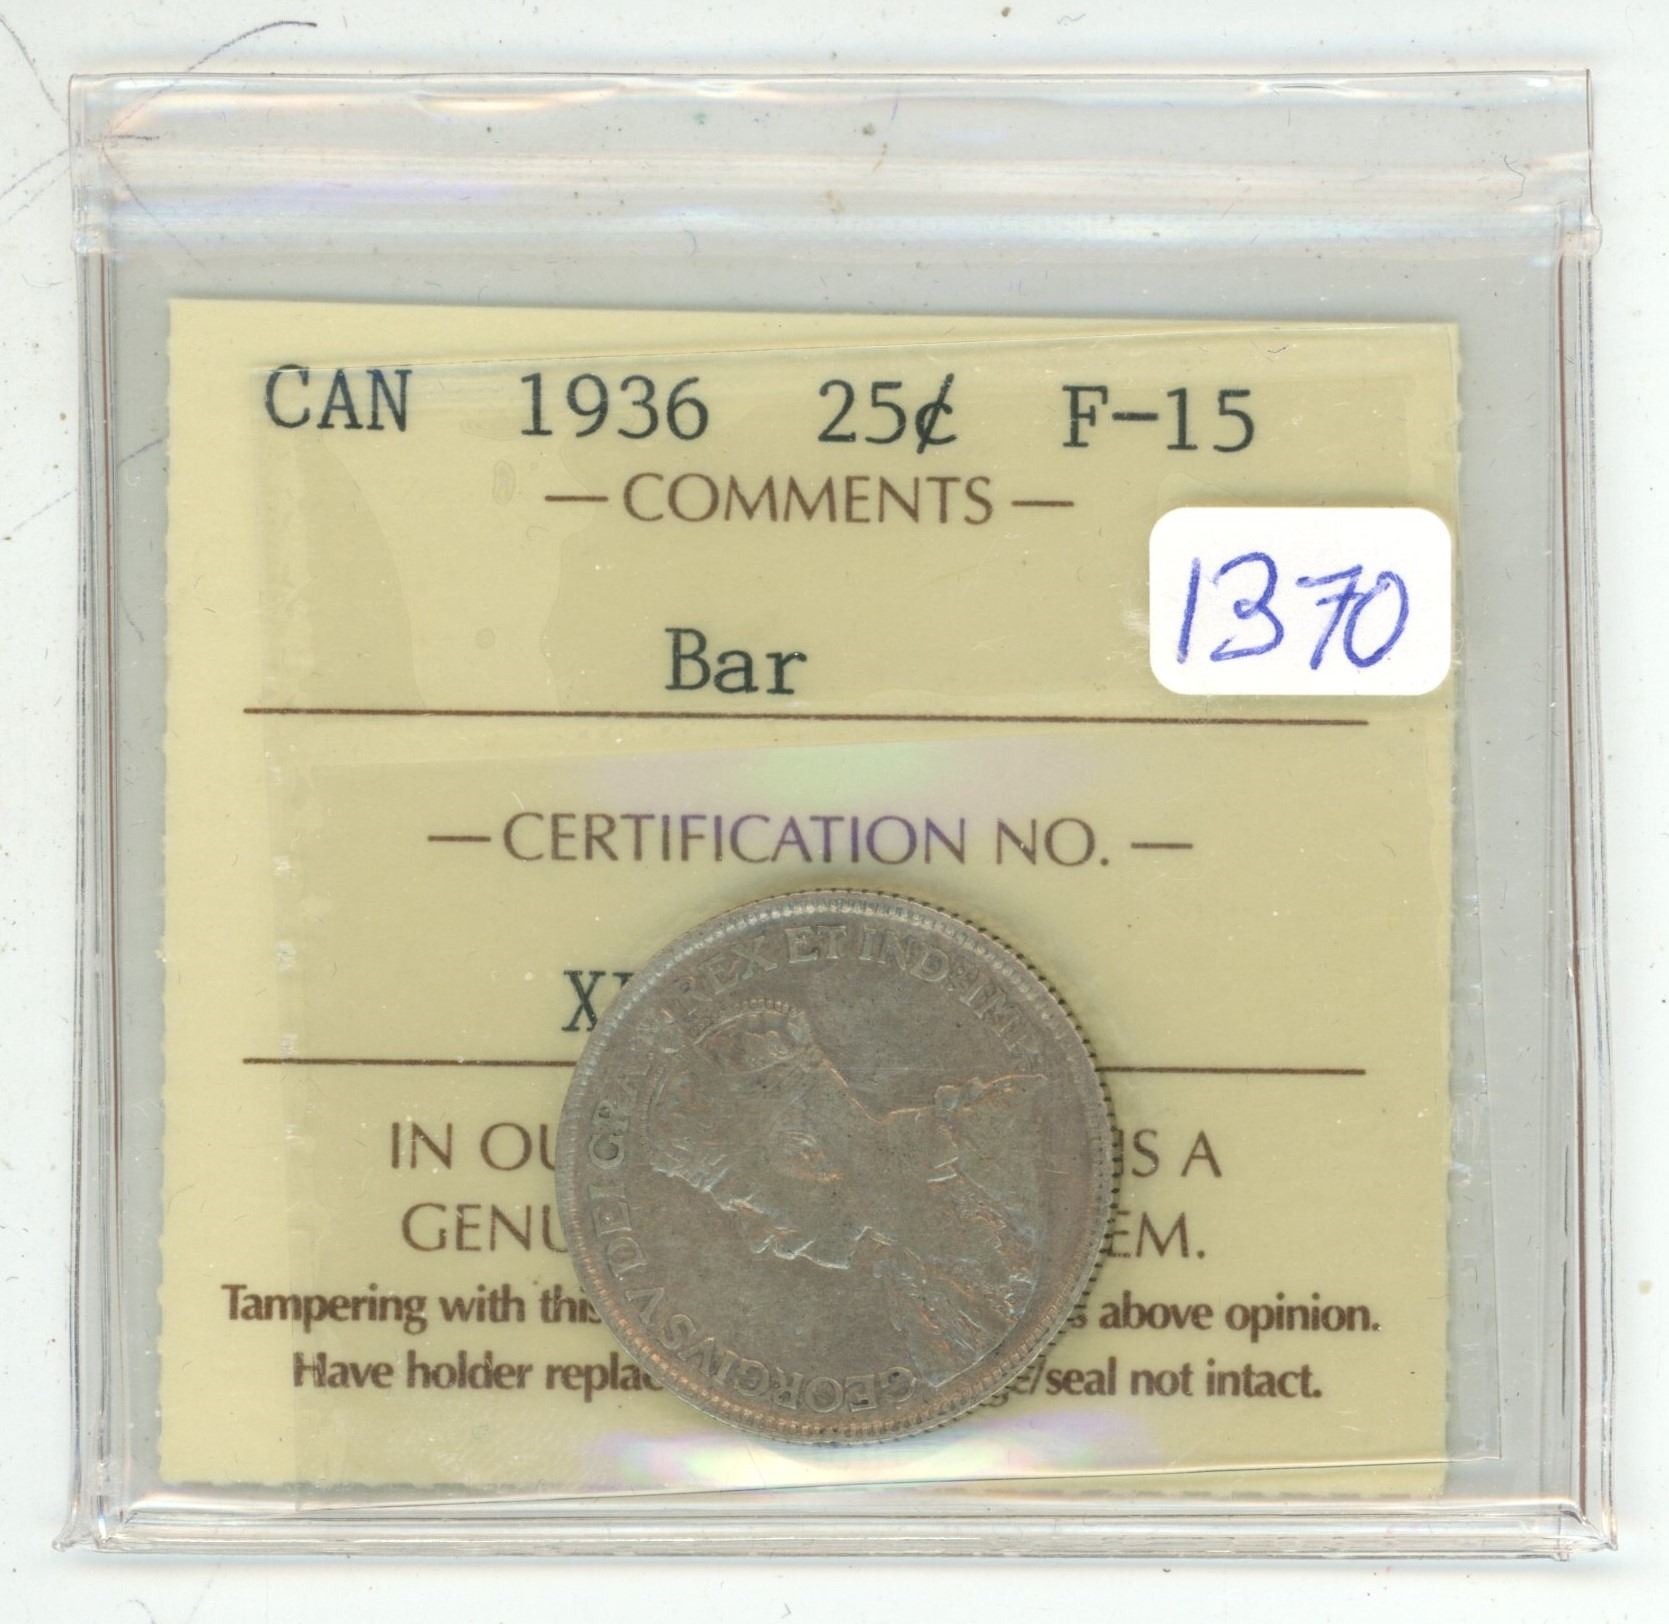 CAN 1936 25¢ F-15
— COMMENTS —
1370
Bar
— CERTIFICATION NO. —
IN OU S A
GENU EM.
Tampering with this above opinion.
Have holder replac /seal not intact.
GEORGIVS V DEI GRA: REX ET IND: IMP: